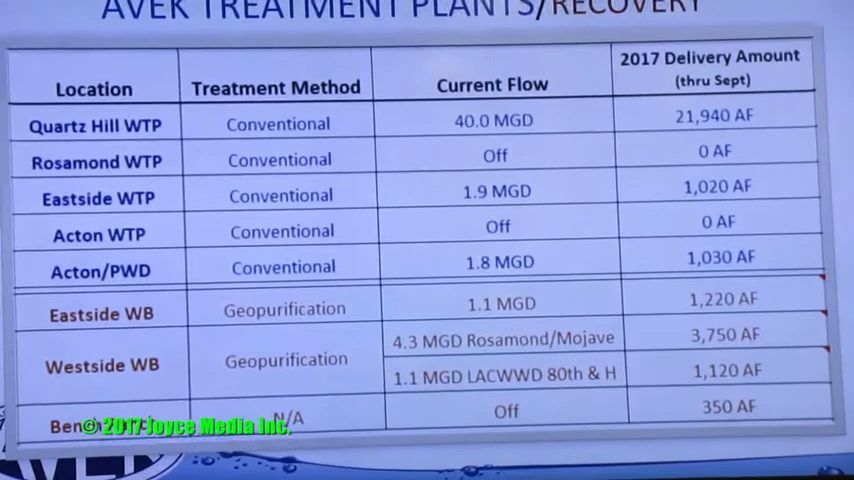 AVEK TREATMENT PLANTS/RECOVERY
Location Treatment Method Current Flow 2017 Delivery Amount (thru Sept)
Quartz Hill WTP Conventional 40.0 MGD 21,940 AF
Rosamond WTP Conventional Off 0 AF
Eastside WTP Conventional 1.9 MGD 1,020 AF
Acton WTP Conventional Off 0 AF
Acton/PWD Conventional 1.8 MGD 1,030 AF
Eastside WB Geopurification 1.1 MGD 1,220 AF
Westside WB Geopurification 4.3 MGD Rosamond/Mojave 3,750 AF
1.1 MGD LACWWD 80th & H 1,120 AF
N/A Off 350 AF
© 2017 Joyce Media Inc.